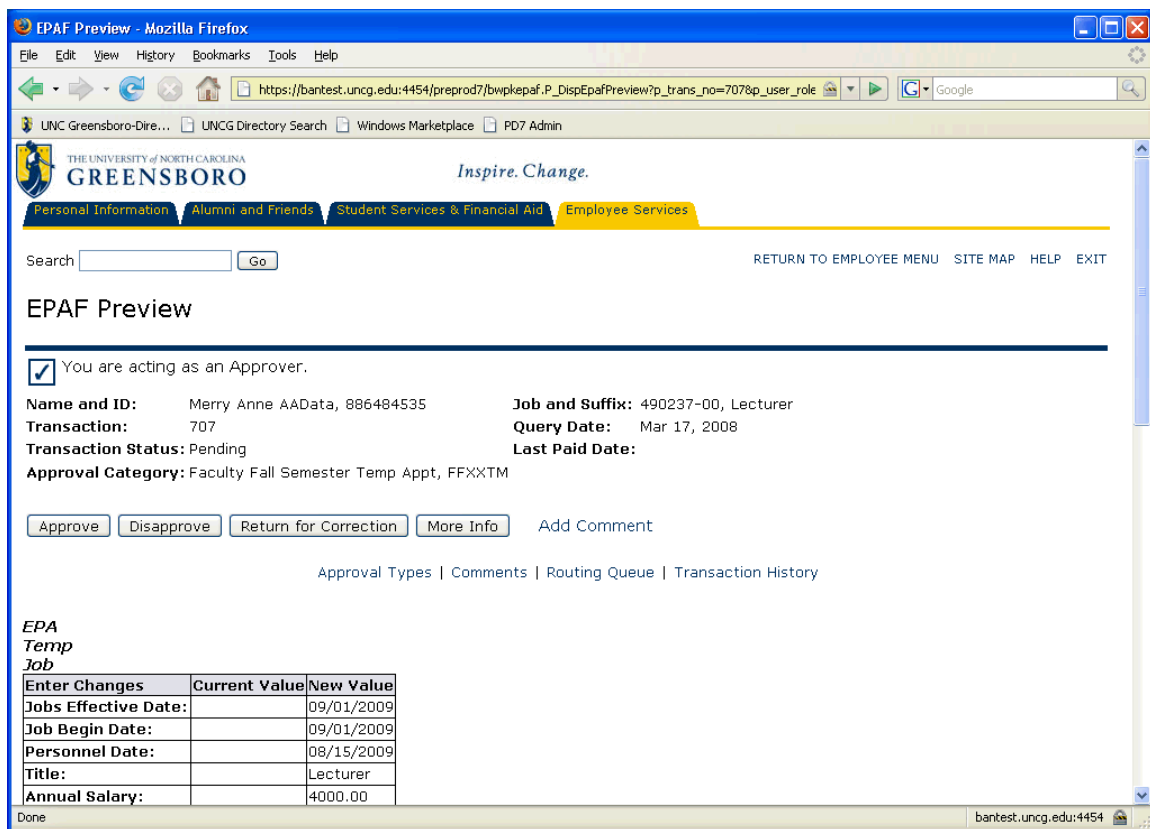 EPAF Preview - Mozilla Firefox
File Edit View History Bookmarks Tools Help
https://bantest.uncg.edu:4454/preprod7/bwpkepaf.P_DispEpafPreview?p_trans_no=707&p_user_role G Google
UNC Greensboro-Dire... UNCG Directory Search Windows Marketplace PD7 Admin
THE UNIVERSITY of NORTH CAROLINA
GREENSBORO Inspire. Change.
Personal Information Alumni and Friends Student Services & Financial Aid Employee Services
Search Go RETURN TO EMPLOYEE MENU SITE MAP HELP EXIT
EPAF Preview
You are acting as an Approver.
Name and ID: Merry Anne AAData, 886484535 Job and Suffix: 490237-00, Lecturer
Transaction: 707 Query Date: Mar 17, 2008
Transaction Status: Pending Last Paid Date:
Approval Category: Faculty Fall Semester Temp Appt, FFXXTM
Approve Disapprove Return for Correction More Info Add Comment
Approval Types | Comments | Routing Queue | Transaction History
EPA
Temp
Job
Enter Changes Current Value New Value
Jobs Effective Date: 09/01/2009
Job Begin Date: 09/01/2009
Personnel Date: 08/15/2009
Title: Lecturer
Annual Salary: 4000.00
Done bantest.uncg.edu:4454